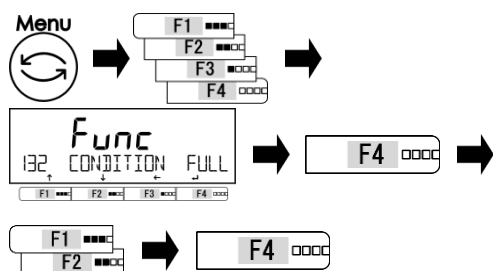 Menu
F1
F2
F3
F4
Func
132 CONDITION FULL
F1 F2 F3 F4
F4
F1
F2
F4